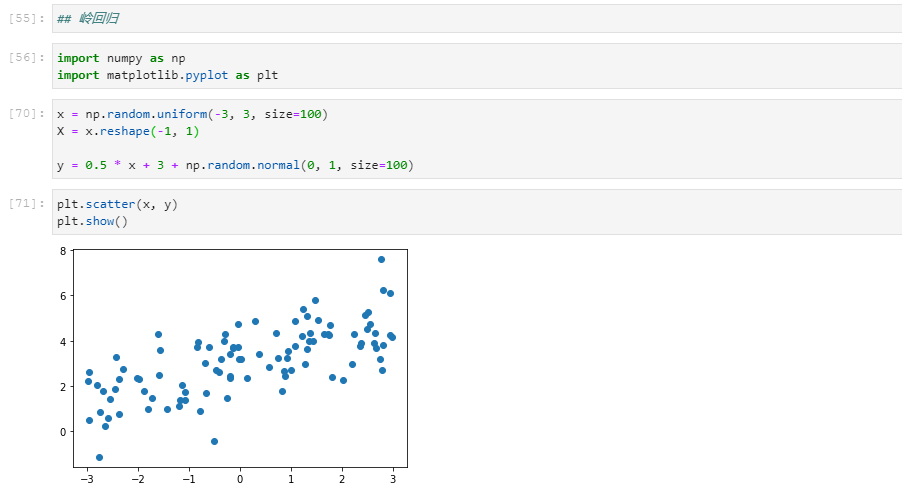 [55]: ## 岭回归
[56]: import numpy as np
import matplotlib.pyplot as plt
[70]: x = np.random.uniform(-3, 3, size=100)
X = x.reshape(-1, 1)
y = 0.5 * x + 3 + np.random.normal(0, 1, size=100)
[71]: plt.scatter(x, y)
plt.show()
8
6
4
2
0
−3 −2 −1 0 1 2 3